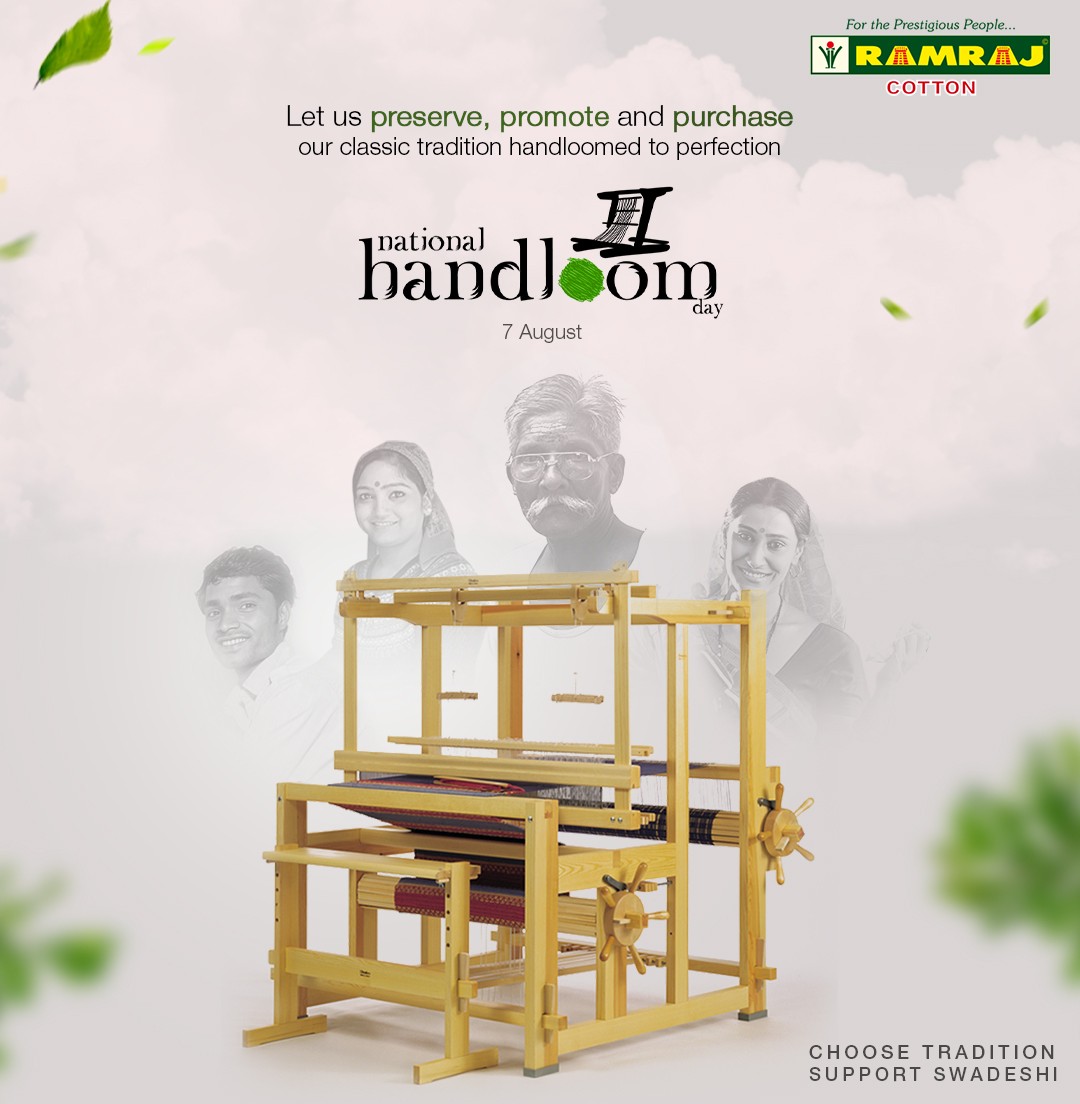 For the Prestigious People...
RAMRAJ
COTTON
Let us preserve, promote and purchase
our classic tradition handloomed to perfection
national
handloom
day
7 August
CHOOSE TRADITION
SUPPORT SWADESHI